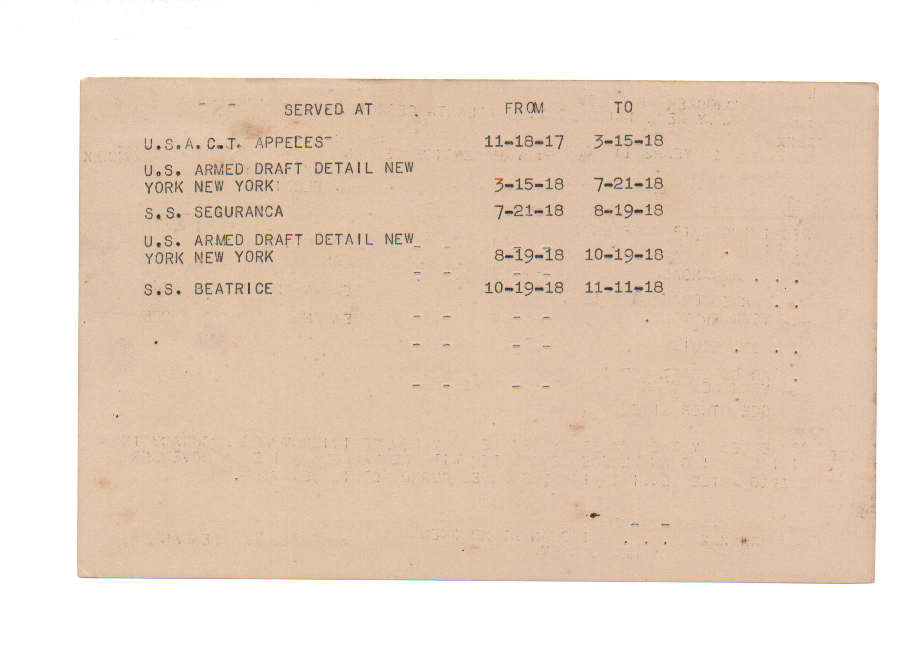 SERVED AT FROM TO
U.S.A.C.T. APPELES 11-18-17 3-15-18
U.S. ARMED DRAFT DETAIL NEW
YORK NEW YORK 3-15-18 7-21-18
S.S. SEGURANCA 7-21-18 8-19-18
U.S. ARMED DRAFT DETAIL NEW
YORK NEW YORK 8-19-18 10-19-18
S.S. BEATRICE 10-19-18 11-11-18